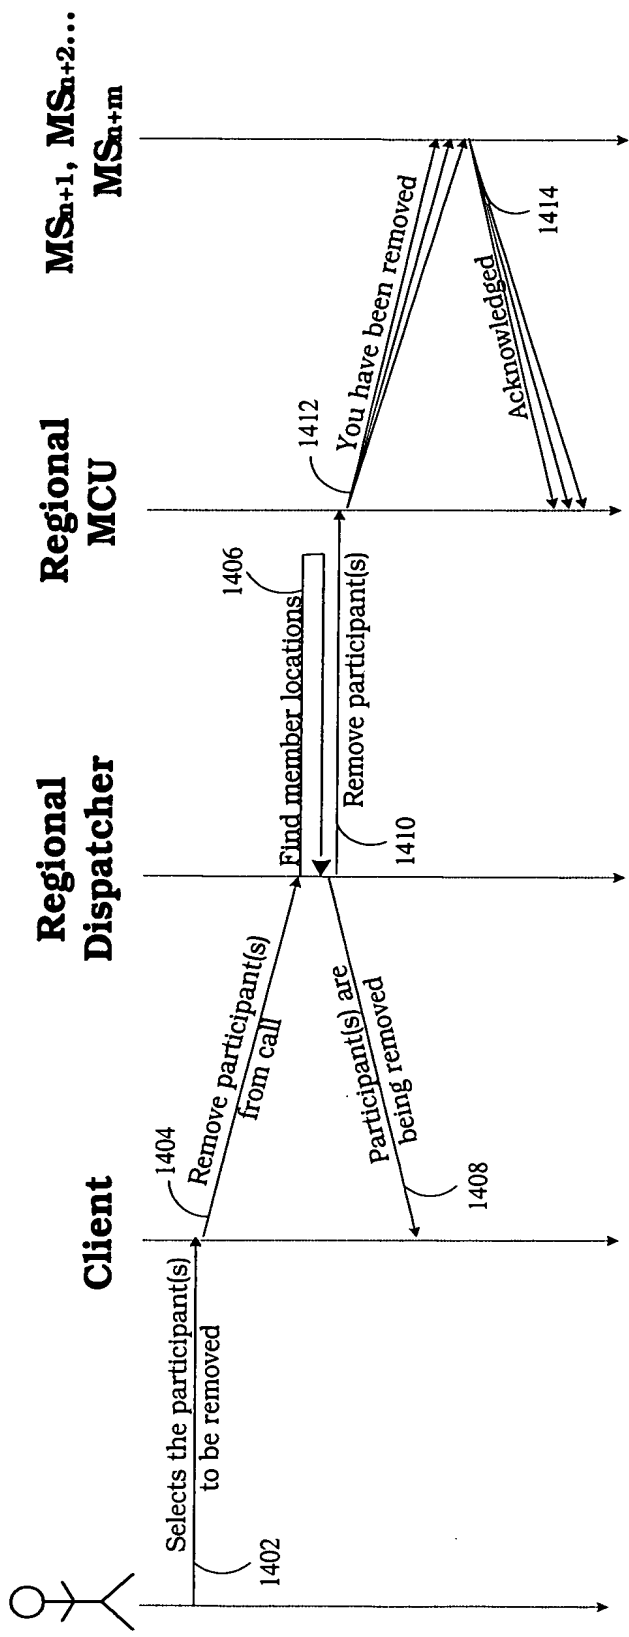 Client
Regional
Dispatcher
Regional
MCU
MSn+1, MSn+2...
MSn+m
Selects the participant(s)
to be removed
1402
1404
Remove participant(s)
from call
Find member locations
1406
Participant(s) are
being removed
1408
Remove participant(s)
1410
1412
You have been removed
Acknowledged
1414